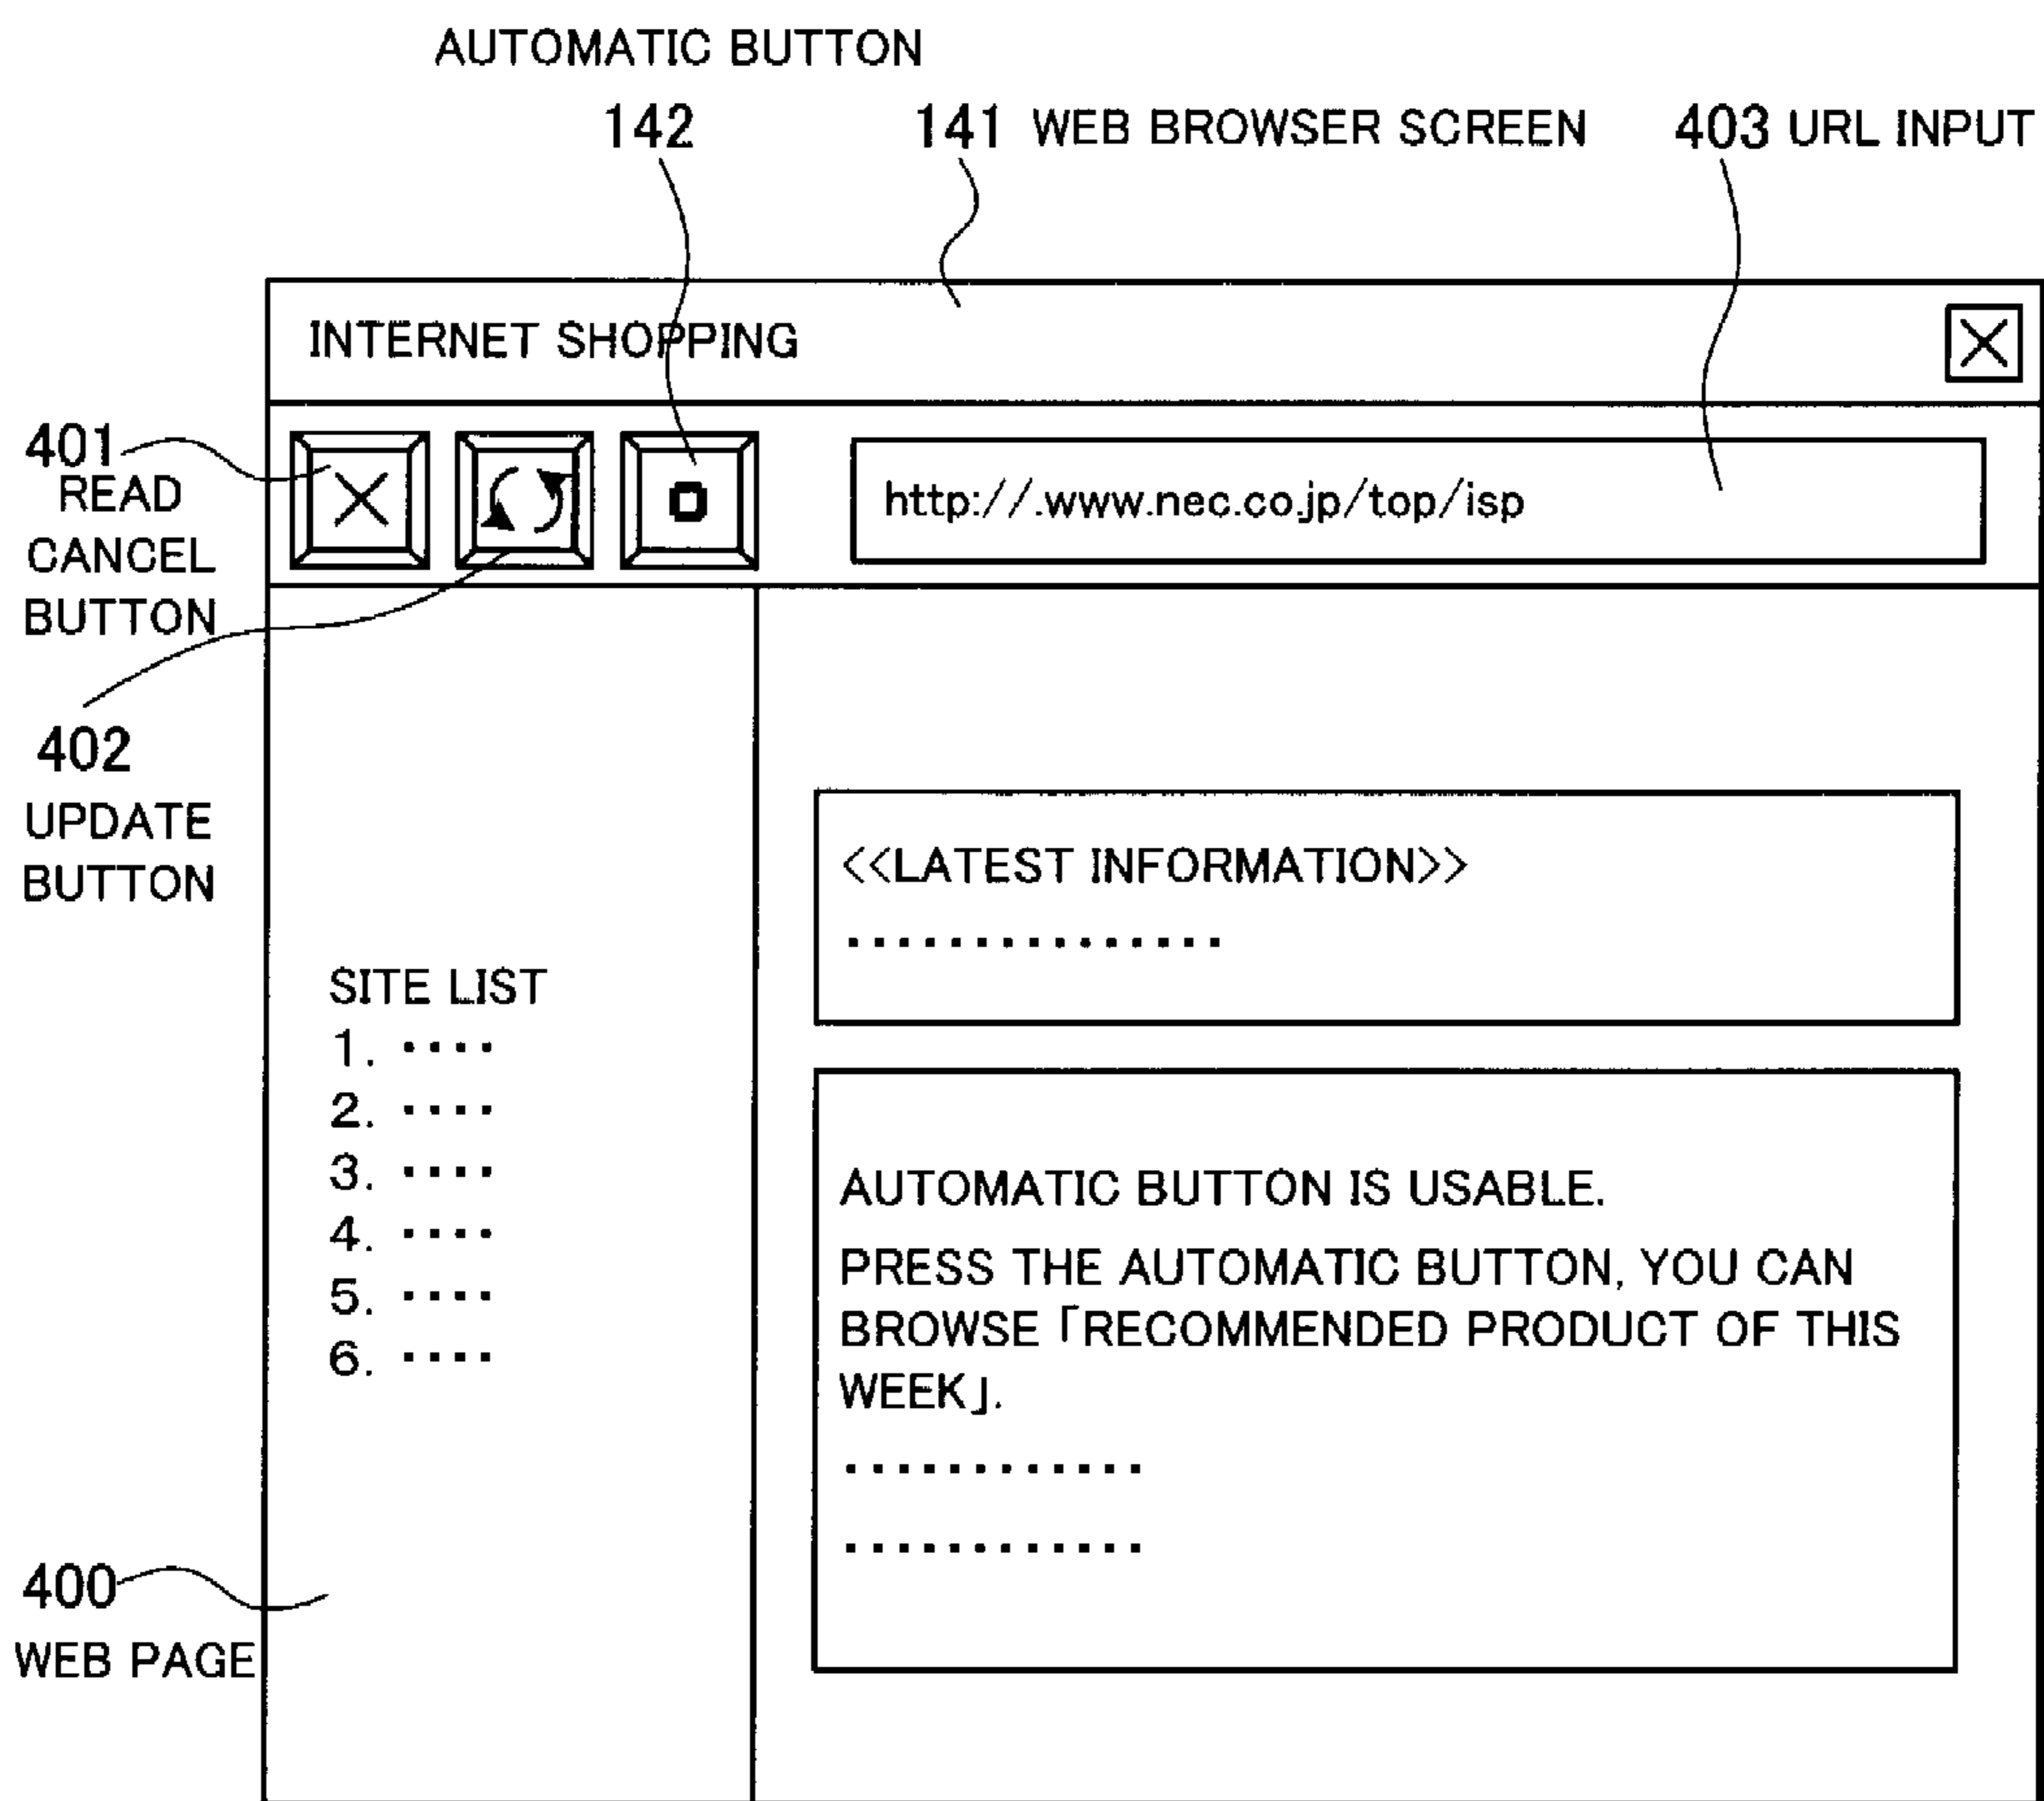 AUTOMATIC BUTTON
142
141 WEB BROWSER SCREEN
403 URL INPUT
INTERNET SHOPPING
401
READ
CANCEL
BUTTON
http://.www.nec.co.jp/top/isp
402
UPDATE
BUTTON
SITE LIST
1. ····
2. ····
3. ····
4. ····
5. ····
6. ····
<<LATEST INFORMATION>>
···············
AUTOMATIC BUTTON IS USABLE.
PRESS THE AUTOMATIC BUTTON, YOU CAN
BROWSE「RECOMMENDED PRODUCT OF THIS
WEEK」.
············
············
400
WEB PAGE